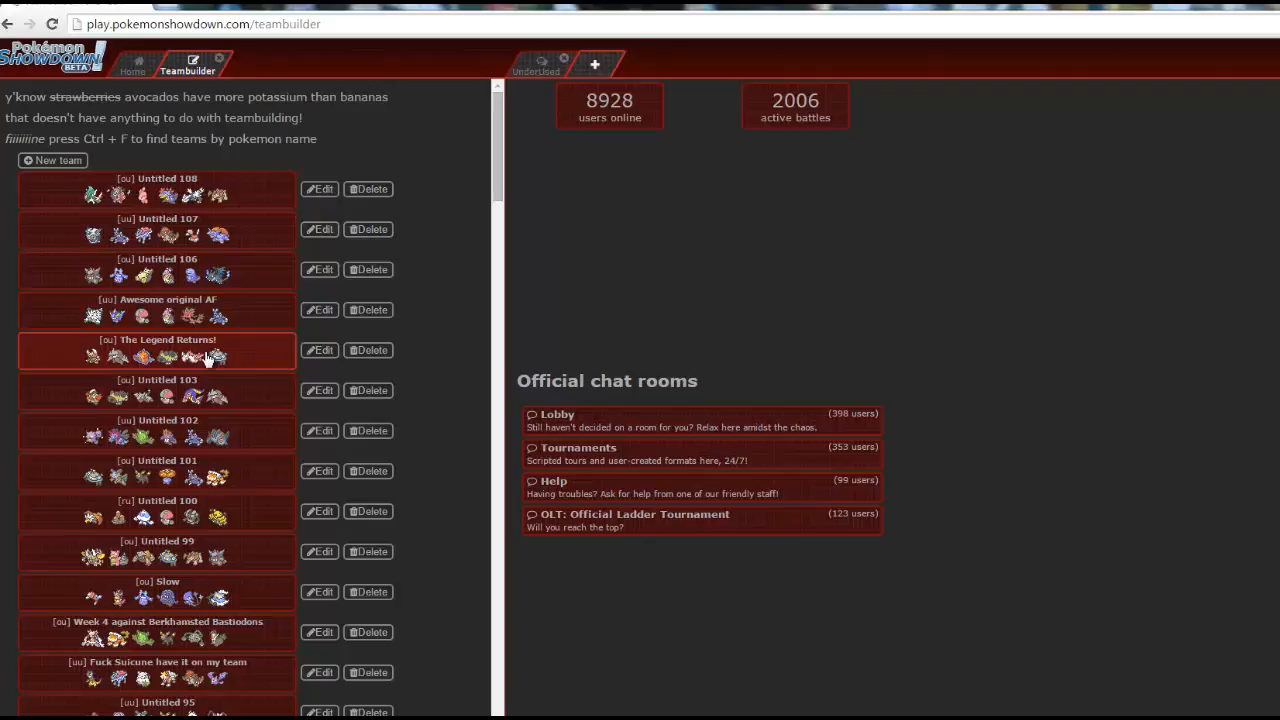 play.pokemonshowdown.com/teambuilder
Pokémon
SHOWDOWN!
BETA
Home
Teambuilder
UnderUsed
y'know strawberries avocados have more potassium than bananas
that doesn't have anything to do with teambuilding!
fiiiiiiine press Ctrl + F to find teams by pokemon name
New team
[ou] Untitled 108
Edit Delete
[uu] Untitled 107
Edit Delete
[ou] Untitled 106
Edit Delete
[uu] Awesome original AF
Edit Delete
[ou] The Legend Returns!
Edit Delete
[ou] Untitled 103
Edit Delete
[uu] Untitled 102
Edit Delete
[ou] Untitled 101
Edit Delete
[ru] Untitled 100
Edit Delete
[ou] Untitled 99
Edit Delete
[ou] Slow
Edit Delete
[ou] Week 4 against Berkhamsted Bastiodons
Edit Delete
[uu] Fuck Suicune have it on my team
Edit Delete
[uu] Untitled 95
Edit Delete
8928
users online
2006
active battles
Official chat rooms
Lobby (398 users)
Still haven't decided on a room for you? Relax here amidst the chaos.
Tournaments (353 users)
Scripted tours and user-created formats here, 24/7!
Help (99 users)
Having troubles? Ask for help from one of our friendly staff!
OLT: Official Ladder Tournament (123 users)
Will you reach the top?